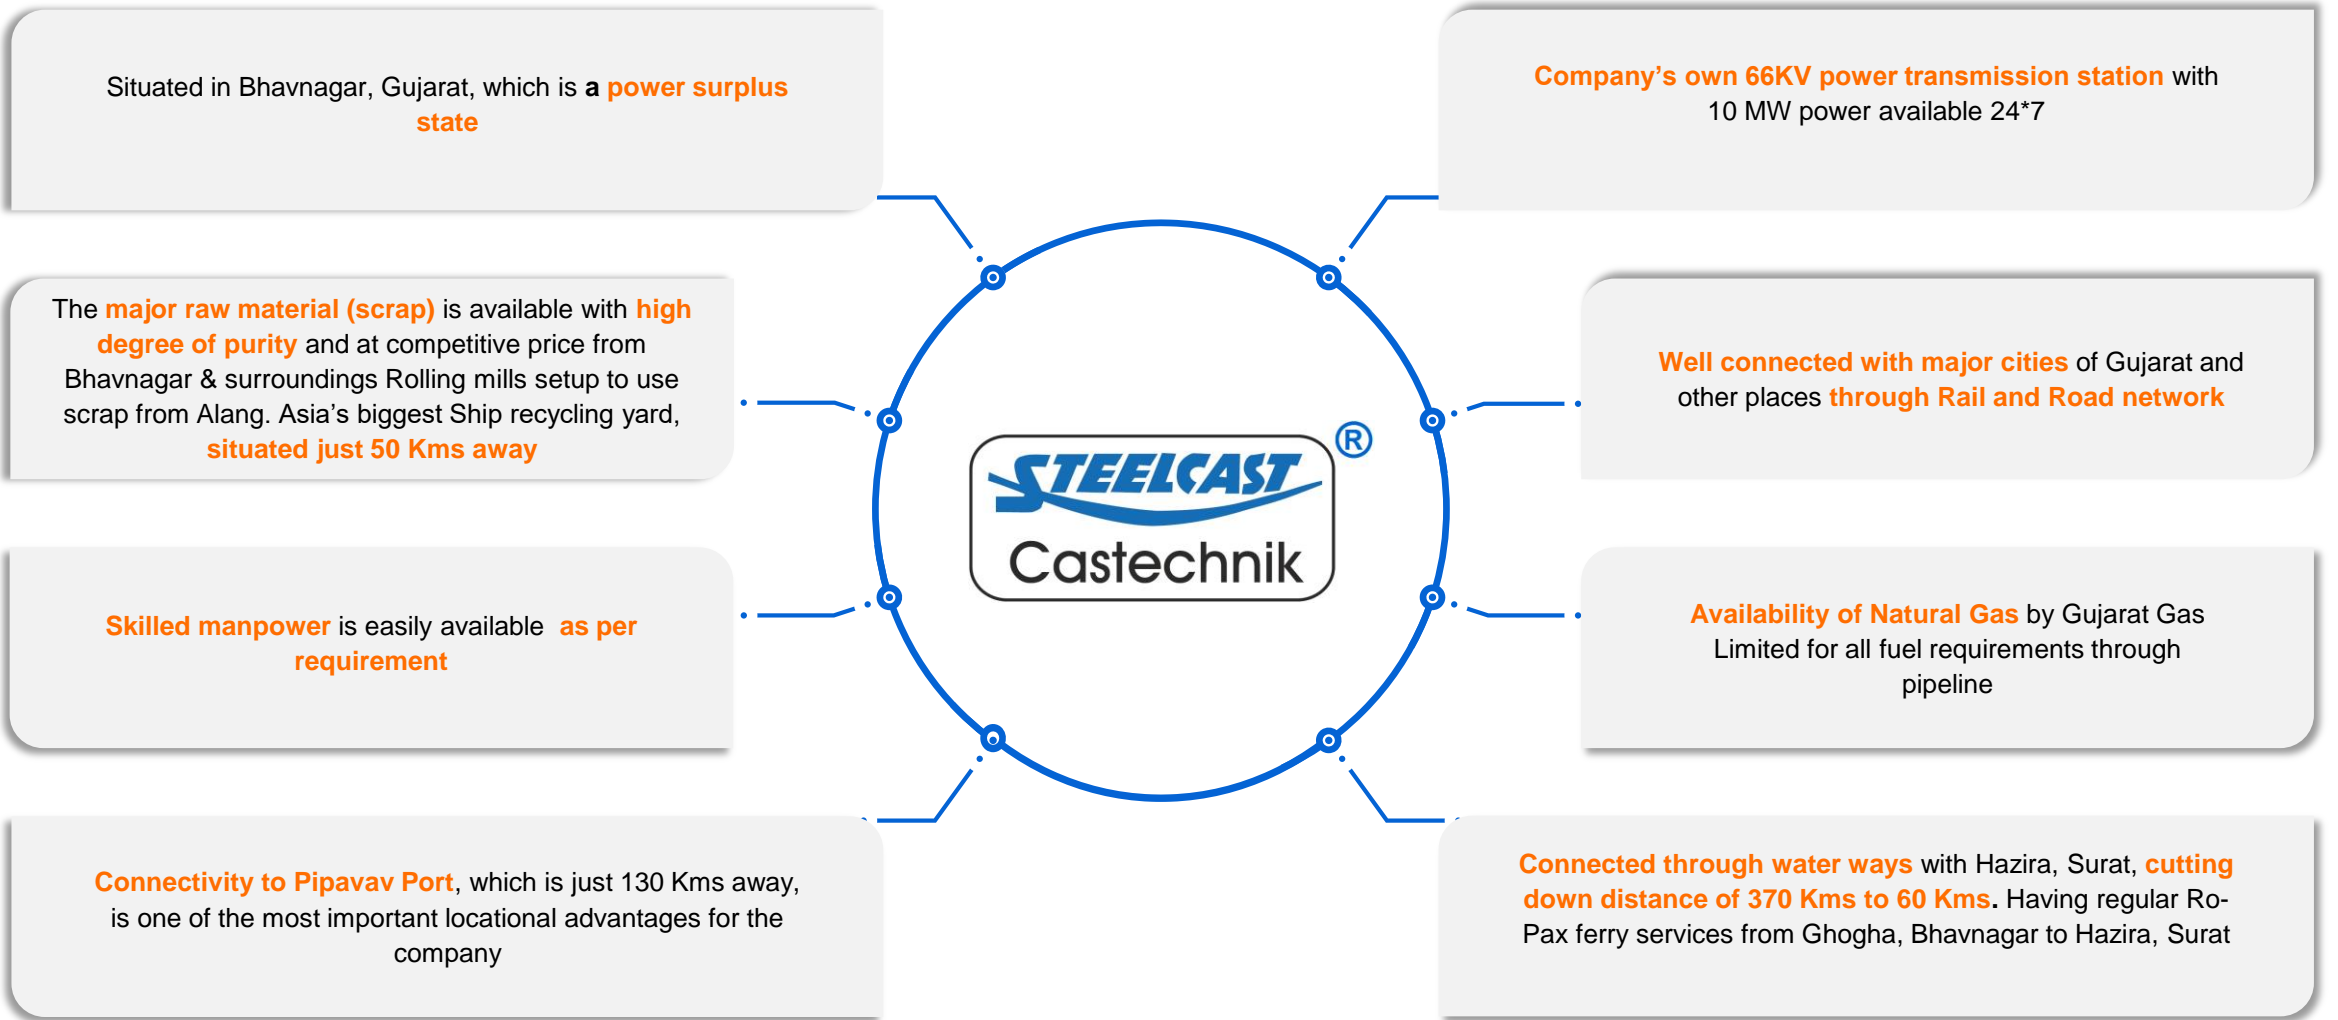 Situated in Bhavnagar, Gujarat, which is a power surplus
state
The major raw material (scrap) is available with high
degree of purity and at competitive price from
Bhavnagar & surroundings Rolling mills setup to use
scrap from Alang. Asia's biggest Ship recycling yard,
situated just 50 Kms away
Skilled manpower is easily available as per
requirement
Connectivity to Pipavav Port, which is just 130 Kms away,
is one of the most important locational advantages for the
company
STEELCAST
®
Castechnik
Company's own 66KV power transmission station with
10 MW power available 24*7
Well connected with major cities of Gujarat and
other places through Rail and Road network
Availability of Natural Gas by Gujarat Gas
Limited for all fuel requirements through
pipeline
Connected through water ways with Hazira, Surat, cutting
down distance of 370 Kms to 60 Kms. Having regular Ro-
Pax ferry services from Ghogha, Bhavnagar to Hazira, Surat